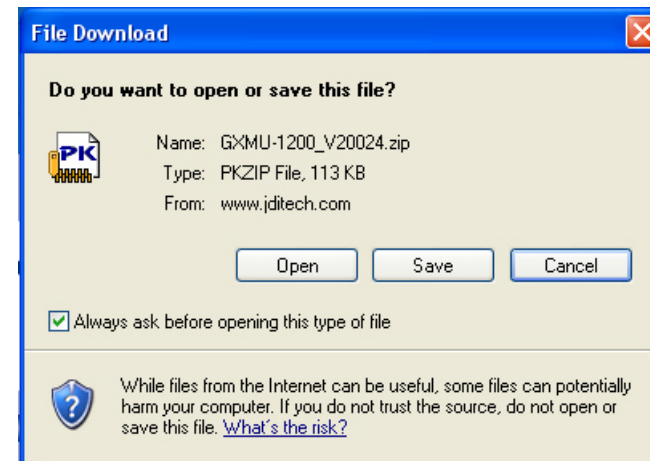 File Download
Do you want to open or save this file?
PK
Name: GXMU-1200_V20024.zip
Type: PKZIP File, 113 KB
From: www.jditech.com
Open Save Cancel
Always ask before opening this type of file
While files from the Internet can be useful, some files can potentially
harm your computer. If you do not trust the source, do not open or
save this file. What's the risk?